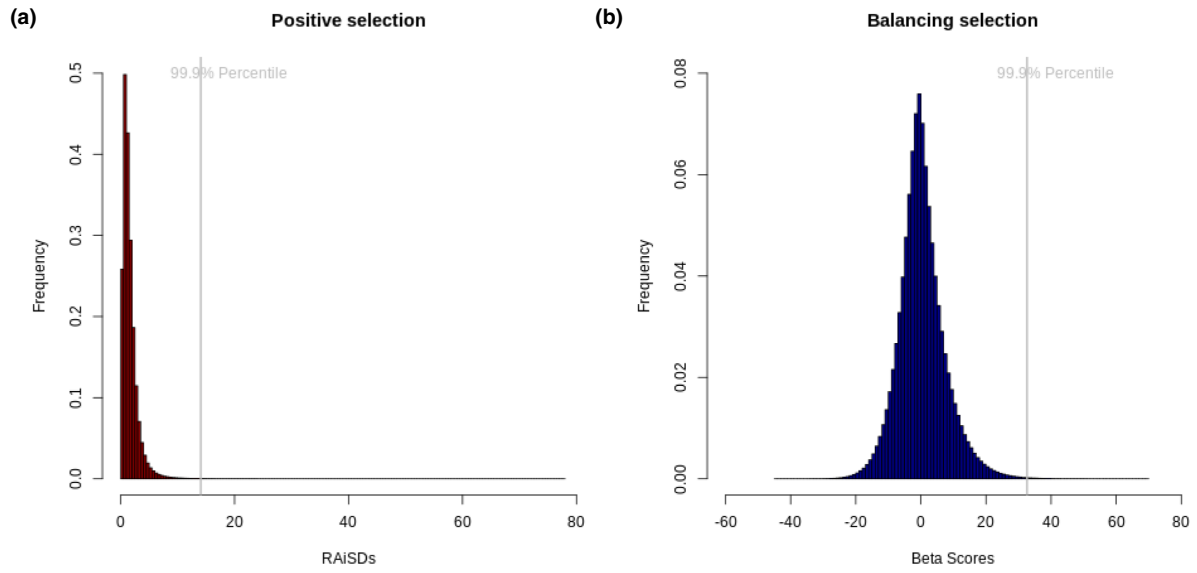 (a)
Positive selection
99.9% Percentile
0.5
0.4
0.3
0.2
0.1
0.0
Frequency
0
20
40
60
80
RAiSDs
(b)
Balancing selection
99.9% Percentile
0.08
0.06
0.04
0.02
0.00
Frequency
-60
-40
-20
0
20
40
60
80
Beta Scores